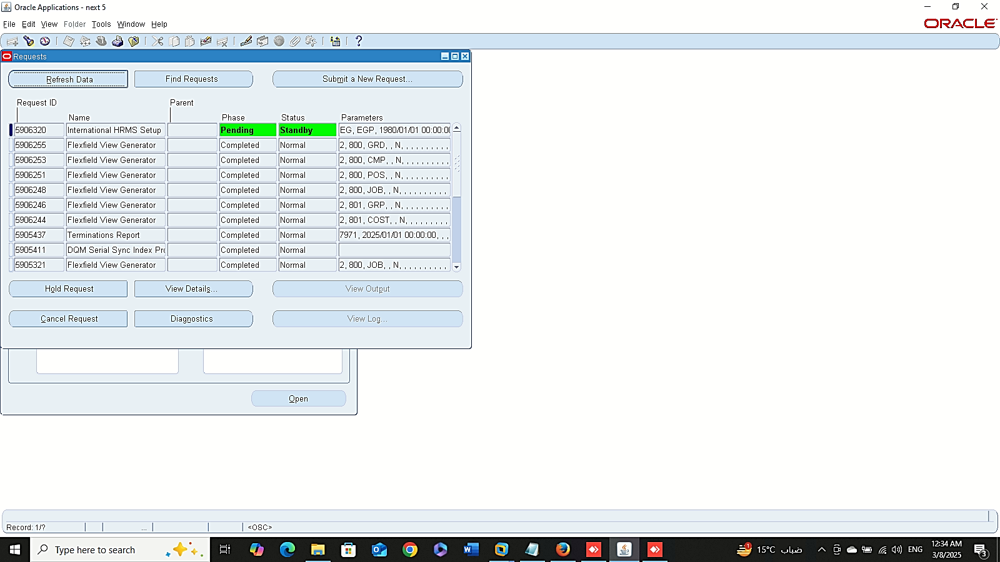 Oracle Applications - next 5
File Edit View Folder Tools Window Help
ORACLE
Requests
Refresh Data Find Requests Submit a New Request...
Request ID Parent
Name Phase Status Parameters
5906320 International HRMS Setup Pending Standby EG, EGP, 1980/01/01 00:00:00
5906255 Flexfield View Generator Completed Normal 2, 800, GRD, , N, , , , , , , , , ,
5906253 Flexfield View Generator Completed Normal 2, 800, CMP, , N, , , , , , , , , ,
5906251 Flexfield View Generator Completed Normal 2, 800, POS, , N, , , , , , , , , ,
5906248 Flexfield View Generator Completed Normal 2, 800, JOB, , N, , , , , , , , , ,
5906246 Flexfield View Generator Completed Normal 2, 801, GRP, , N, , , , , , , , , ,
5906244 Flexfield View Generator Completed Normal 2, 801, COST, , N, , , , , , , , ,
5905437 Terminations Report Completed Normal 7971, 2025/01/01 00:00:00, , ,
5905411 DQM Serial Sync Index Pro Completed Normal
5905321 Flexfield View Generator Completed Normal 2, 800, JOB, , N, , , , , , , , , ,
Hold Request View Details... View Output
Cancel Request Diagnostics View Log...
Open
Record: 1/? ... <OSC>
Type here to search 1 15°C ضباب ENG 12:34 AM
3/8/2025 3